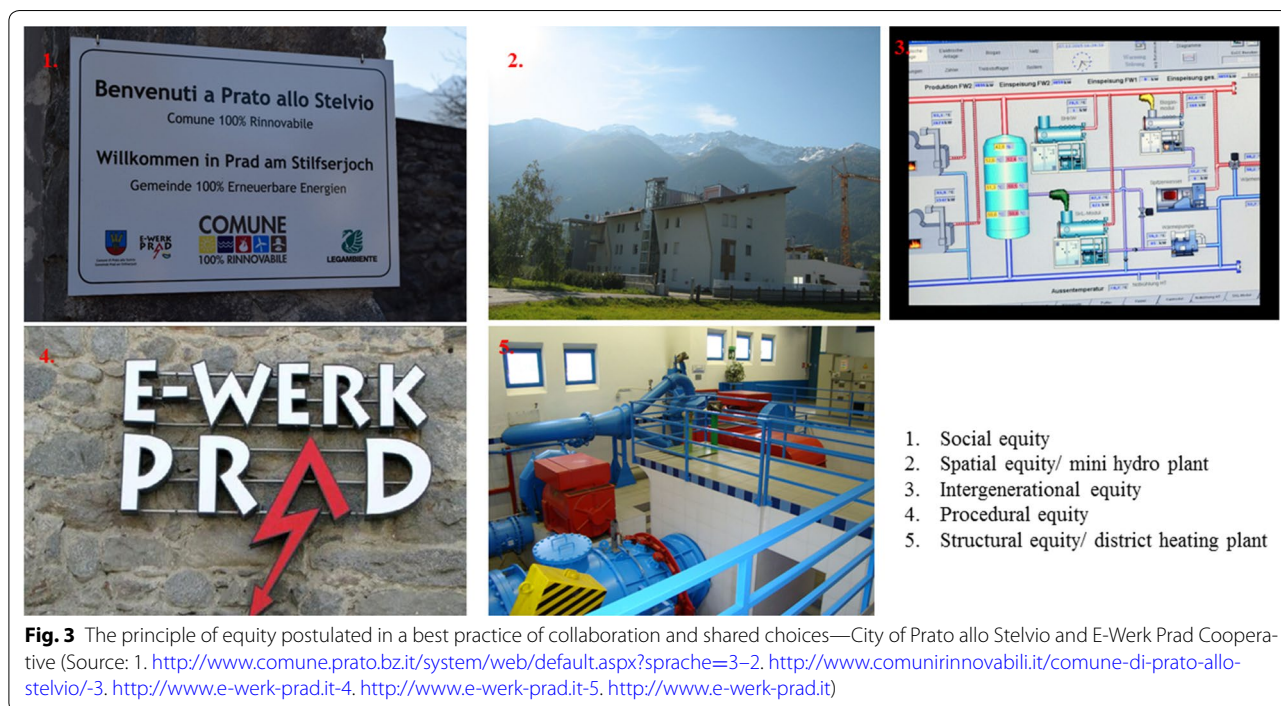 1.
Benvenuti a Prato allo Stelvio
Comune 100% Rinnovabile
Willkommen in Prad am Stilfserjoch
Gemeinde 100% Erneuerbare Energien
COMUNE
100% RINNOVABILE
E-WERK
PRAD
LEGAMBIENTE
2.
3.
Produktion FW2 Einspeisung FW2 Einspeisung FW1 Einspeisung ges.
Aussentemperatur
4.
E-WERK
PRAD
5.
1. Social equity
2. Spatial equity/ mini hydro plant
3. Intergenerational equity
4. Procedural equity
5. Structural equity/ district heating plant
Fig. 3 The principle of equity postulated in a best practice of collaboration and shared choices—City of Prato allo Stelvio and E-Werk Prad Coopera-
tive (Source: 1. http://www.comune.prato.bz.it/system/web/default.aspx?sprache=3–2. http://www.comunirinnovabili.it/comune-di-prato-allo-
stelvio/-3. http://www.e-werk-prad.it-4. http://www.e-werk-prad.it-5. http://www.e-werk-prad.it)